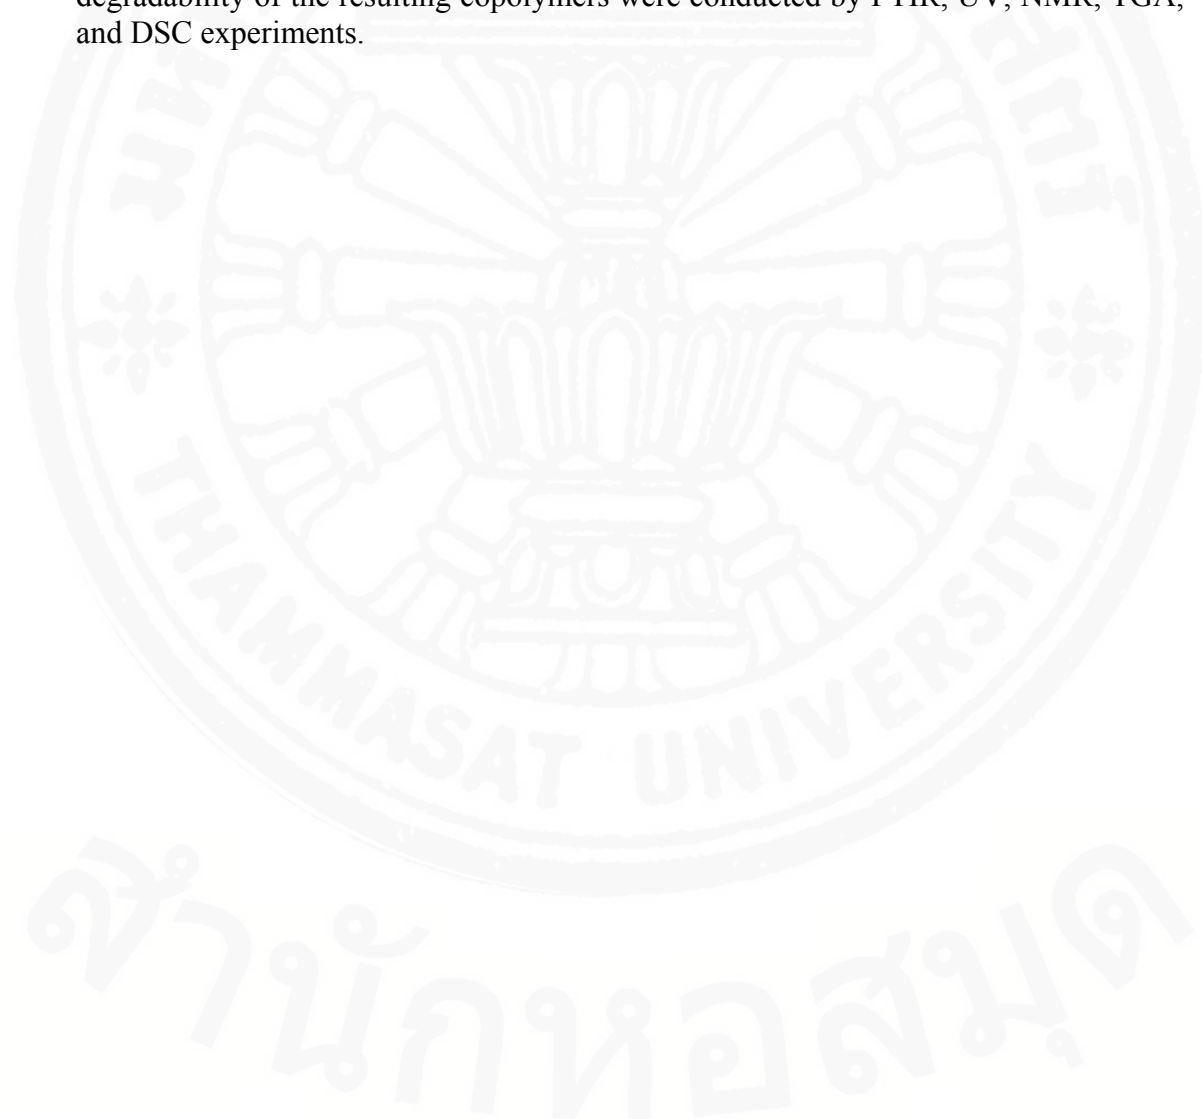 degradability of the resulting copolymers were conducted by FTIR, UV, NMR, TGA,
and DSC experiments.
THAMMASAT UNIVERSITY
สำนักหอสมุด